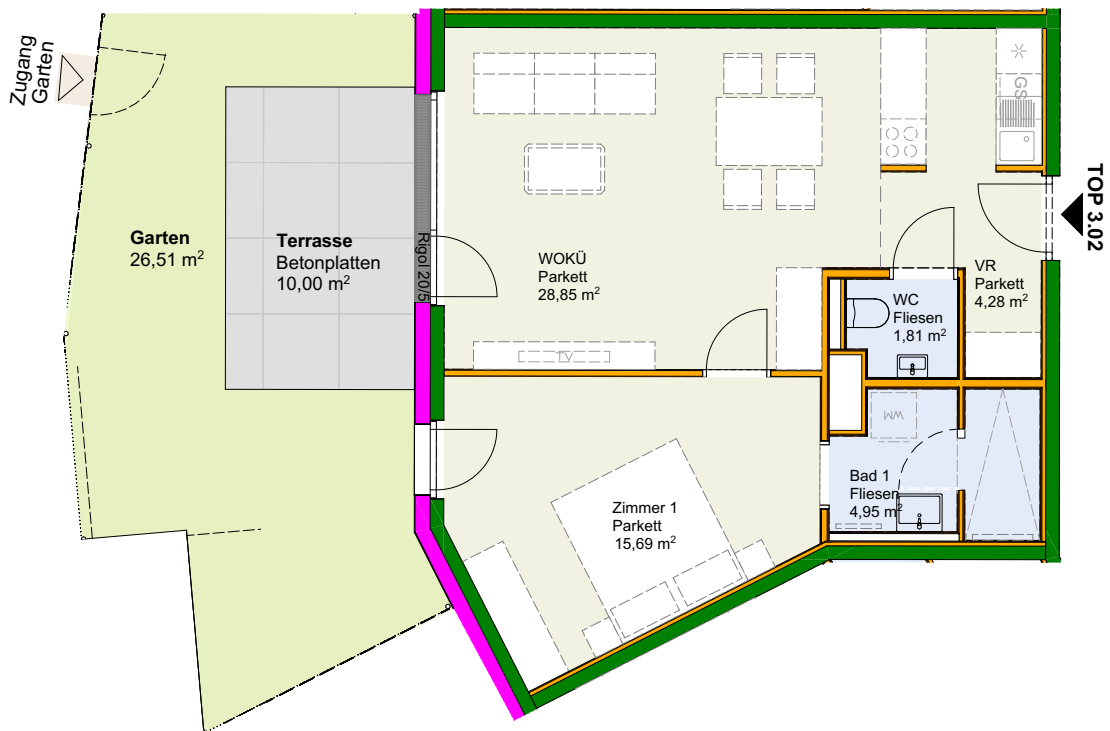 Zugang
Garten
GS
TOP 3.02
Garten
26,51 m²
Terrasse
Betonplatten
10,00 m²
Rigol 20/5
WOKÜ
Parkett
28,85 m²
VR
Parkett
4,28 m²
WC
Fliesen
1,81 m²
TV
WM
Bad 1
Fliesen
4,95 m²
Zimmer 1
Parkett
15,69 m²